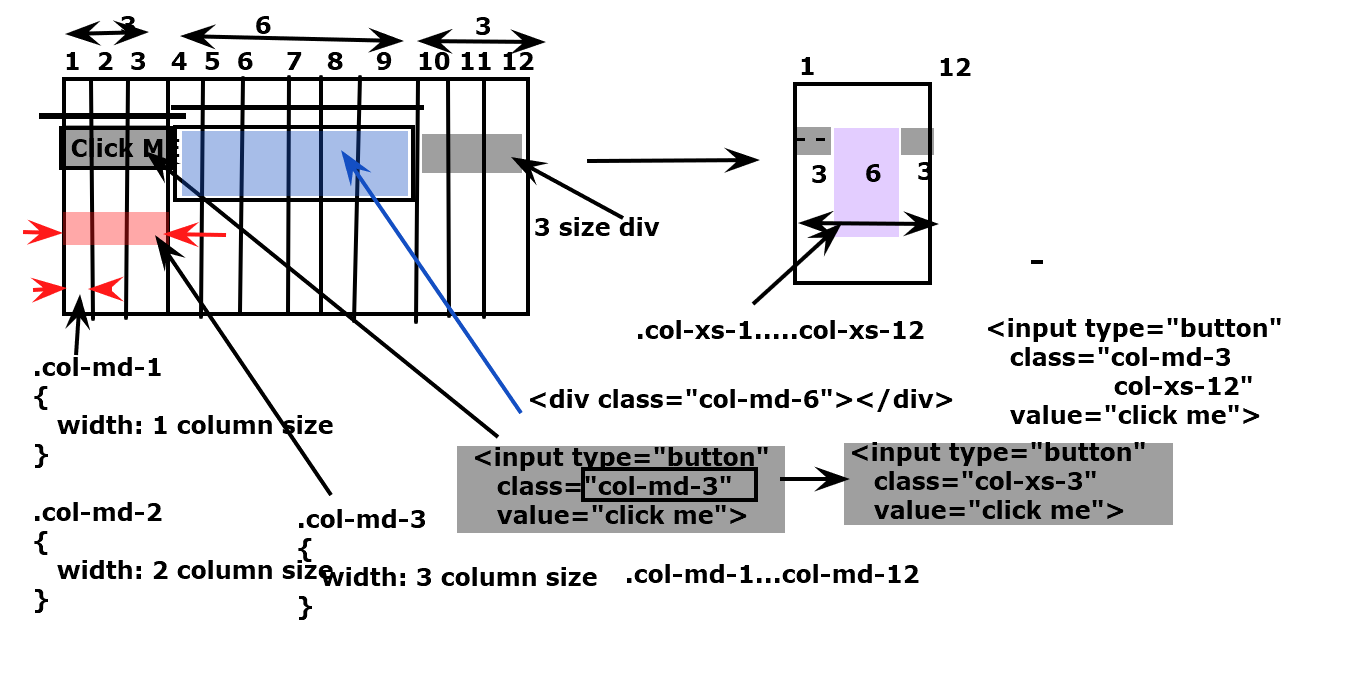 3
6
3
1 2 3 4 5 6 7 8 9 10 11 12
1 12
Click ME
- -
3 6 3
3 size div
-
.col-xs-1.....col-xs-12
<input type="button"
class="col-md-3
col-xs-12"
value="click me">
.col-md-1
{
width: 1 column size
}
<div class="col-md-6"></div>
<input type="button"
class="col-md-3"
value="click me">
<input type="button"
class="col-xs-3"
value="click me">
.col-md-2
{
width: 2 column size
}
.col-md-3
{
width: 3 column size
}
.col-md-1...col-md-12